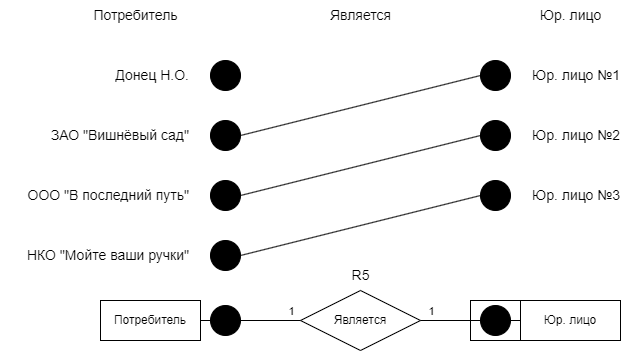 Потребитель Является Юр. лицо
Донец Н.О. Юр. лицо №1
ЗАО "Вишнёвый сад" Юр. лицо №2
ООО "В последний путь" Юр. лицо №3
НКО "Мойте ваши ручки"
R5
Потребитель 1 Является 1 Юр. лицо